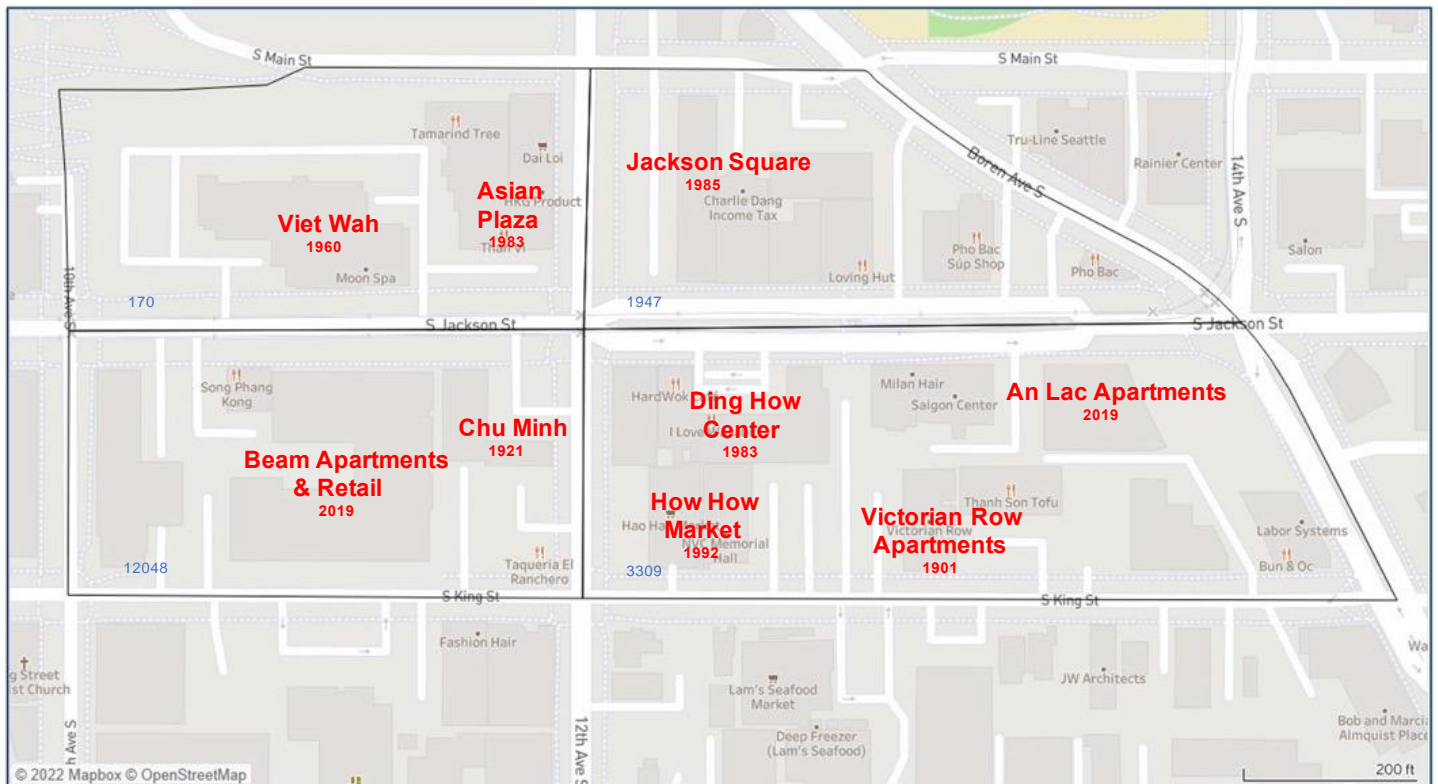 S Main St
S Main St
Tamarind Tree
Dai Loi
HKG Product
Asian
Plaza
1983
Viet Wah
1960
Moon Spa
10th Ave S
170
Jackson Square
1985
Charlie Dang
Income Tax
Loving Hut
Pho Bac
Súp Shop
Pho Bac
Boren Ave S
Tru-Line Seattle
Rainier Center
14th Ave S
Salon
1947
S Jackson St
S Jackson St
Song Phang
Kong
Chu Minh
1921
Beam Apartments
& Retail
2019
Taqueria El
Ranchero
12048
HardWok
Ding How
Center
1983
I Love
Milan Hair
Saigon Center
An Lac Apartments
2019
How How
Market
1992
NVC Memorial
Hall
Thanh Son Tofu
Victorian Row
Victorian Row
Apartments
1901
Labor Systems
Bun & Oc
3309
S King St
S King St
Fashion Hair
g Street
ist Church
h Ave S
12th Ave S
Lam's Seafood
Market
Deep Freezer
(Lam's Seafood)
JW Architects
Wa
Bob and Marcia
Almquist Place
© 2022 Mapbox © OpenStreetMap
200 ft